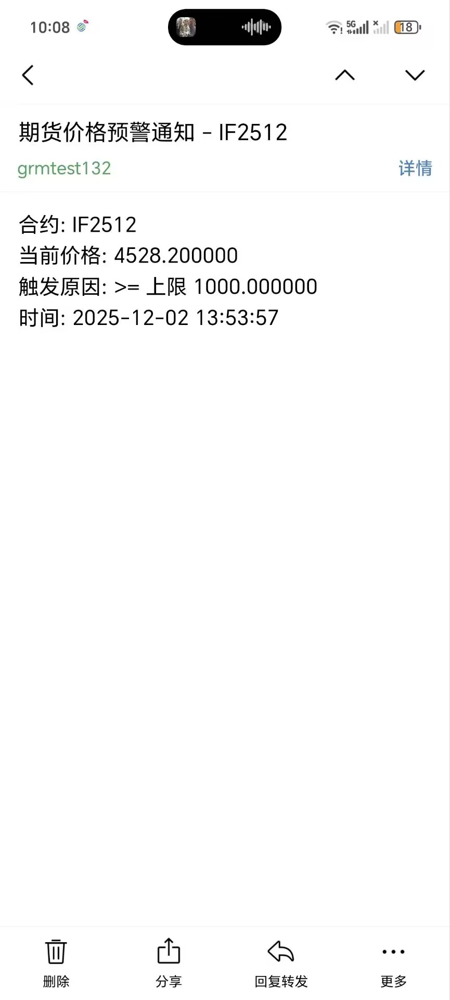 10:08
5G
18
期货价格预警通知 - IF2512
grmtest132
详情
合约: IF2512
当前价格: 4528.200000
触发原因: >= 上限 1000.000000
时间: 2025-12-02 13:53:57
删除
分享
回复转发
更多